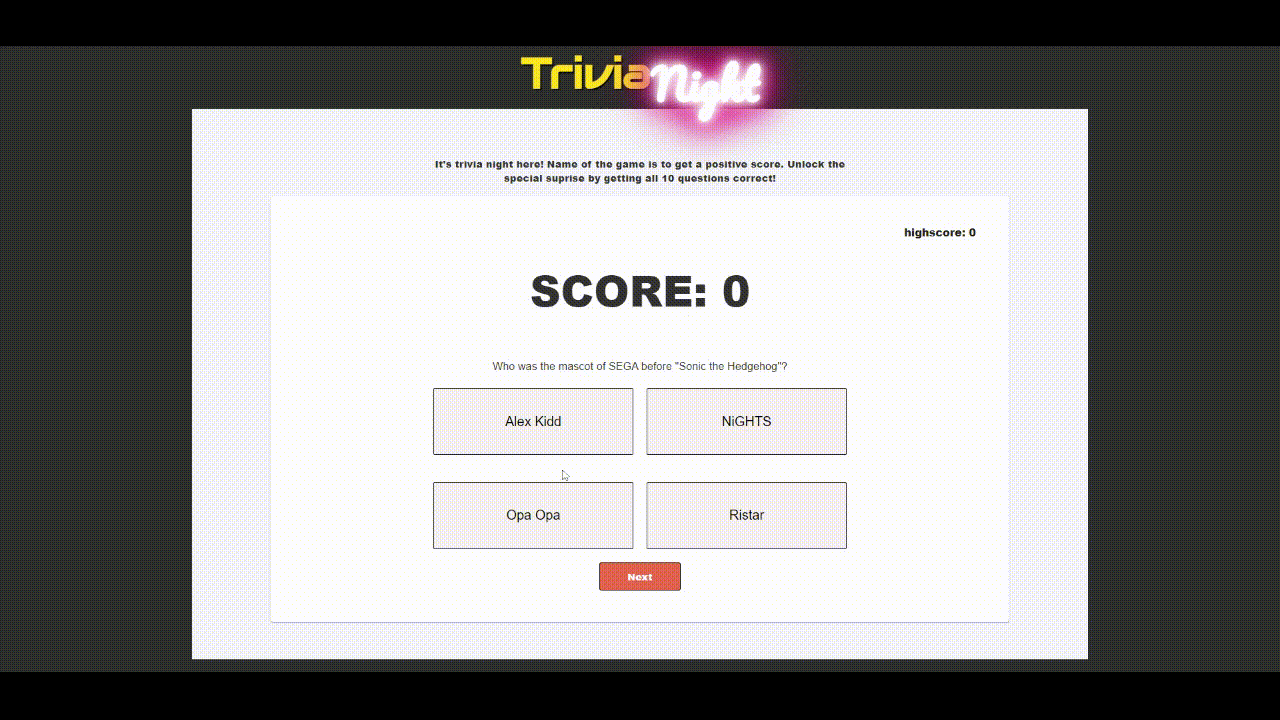 Trivia Night
It's trivia night here! Name of the game is to get a positive score. Unlock the
special suprise by getting all 10 questions correct!
highscore: 0
SCORE: 0
Who was the mascot of SEGA before "Sonic the Hedgehog"?
Alex Kidd
NiGHTS
Opa Opa
Ristar
Next